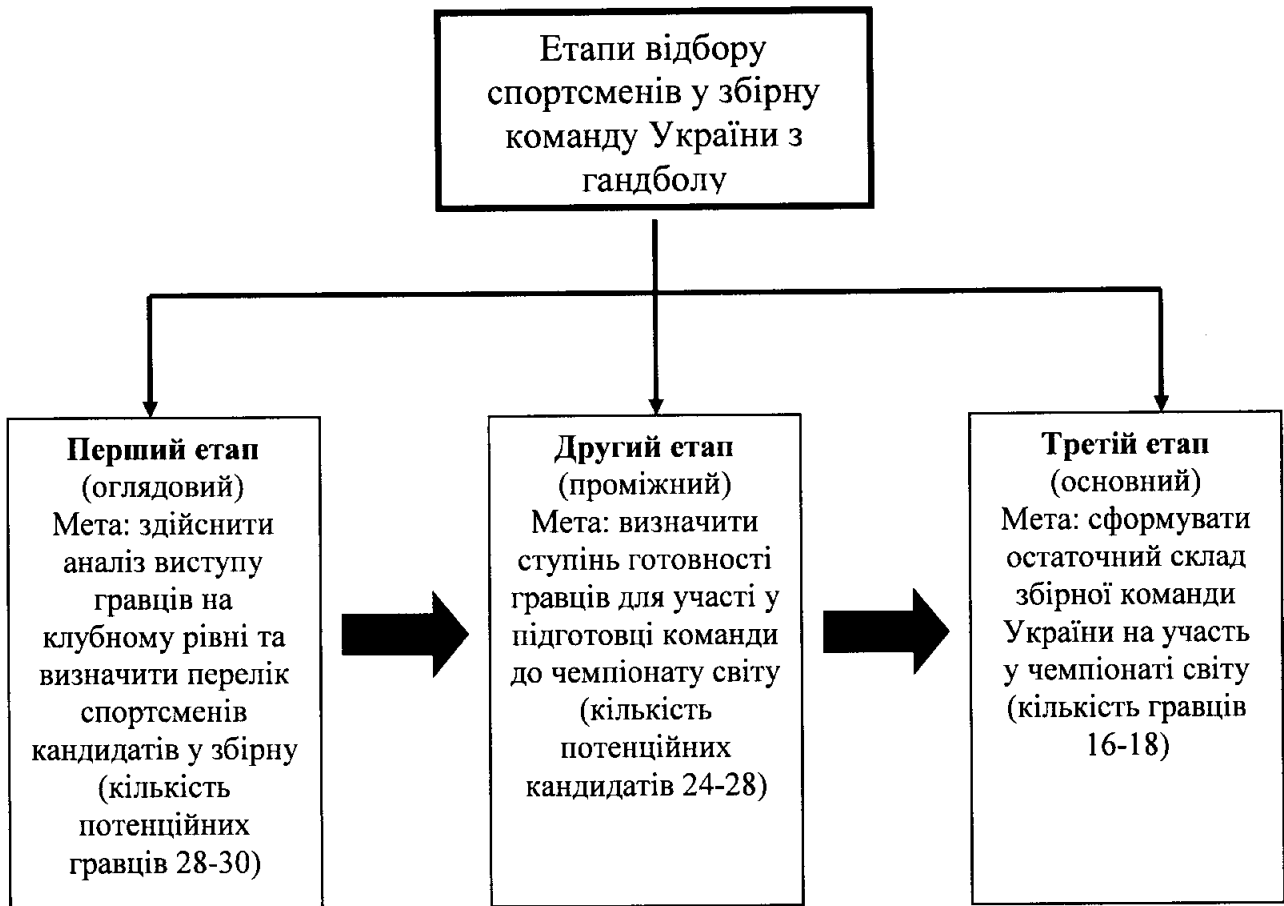 Етапи відбору
спортсменів у збірну
команду України з
гандболу
Перший етап
(оглядовий)
Мета: здійснити
аналіз виступу
гравців на
клубному рівні та
визначити перелік
спортсменів
кандидатів у збірну
(кількість
потенційних
гравців 28-30)
Другий етап
(проміжний)
Мета: визначити
ступінь готовності
гравців для участі у
підготовці команди
до чемпіонату світу
(кількість
потенційних
кандидатів 24-28)
Третій етап
(основний)
Мета: сформувати
остаточний склад
збірної команди
України на участь
у чемпіонаті світу
(кількість гравців
16-18)